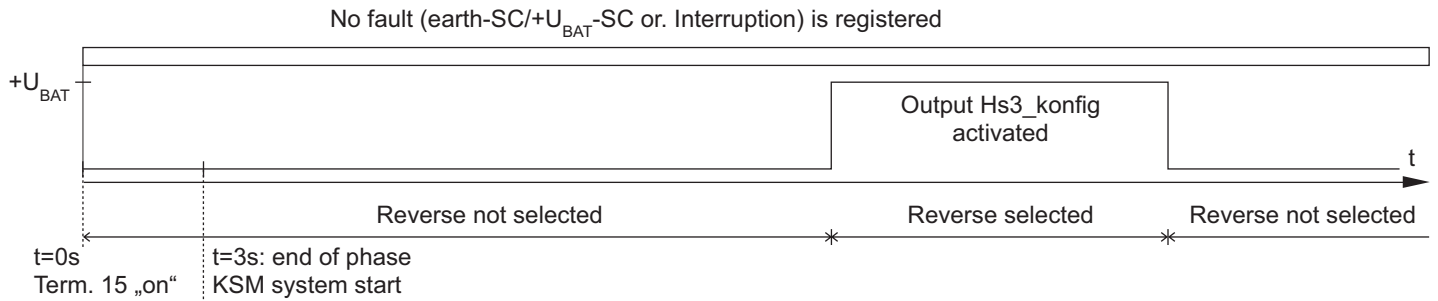 No fault (earth-SC/+U_BAT-SC or. Interruption) is registered
+U_BAT
Output Hs3_konfig
activated
t
Reverse not selected
Reverse selected
Reverse not selected
t=0s
Term. 15 „on“
t=3s: end of phase
KSM system start